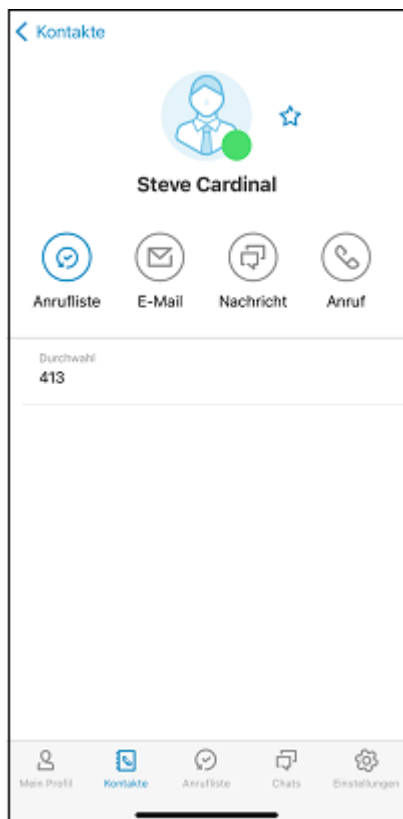 Kontakte
Steve Cardinal
Anrufliste E-Mail Nachricht Anruf
Durchwahl
413
Mein Profil Kontakte Anrufliste Chats Einstellungen